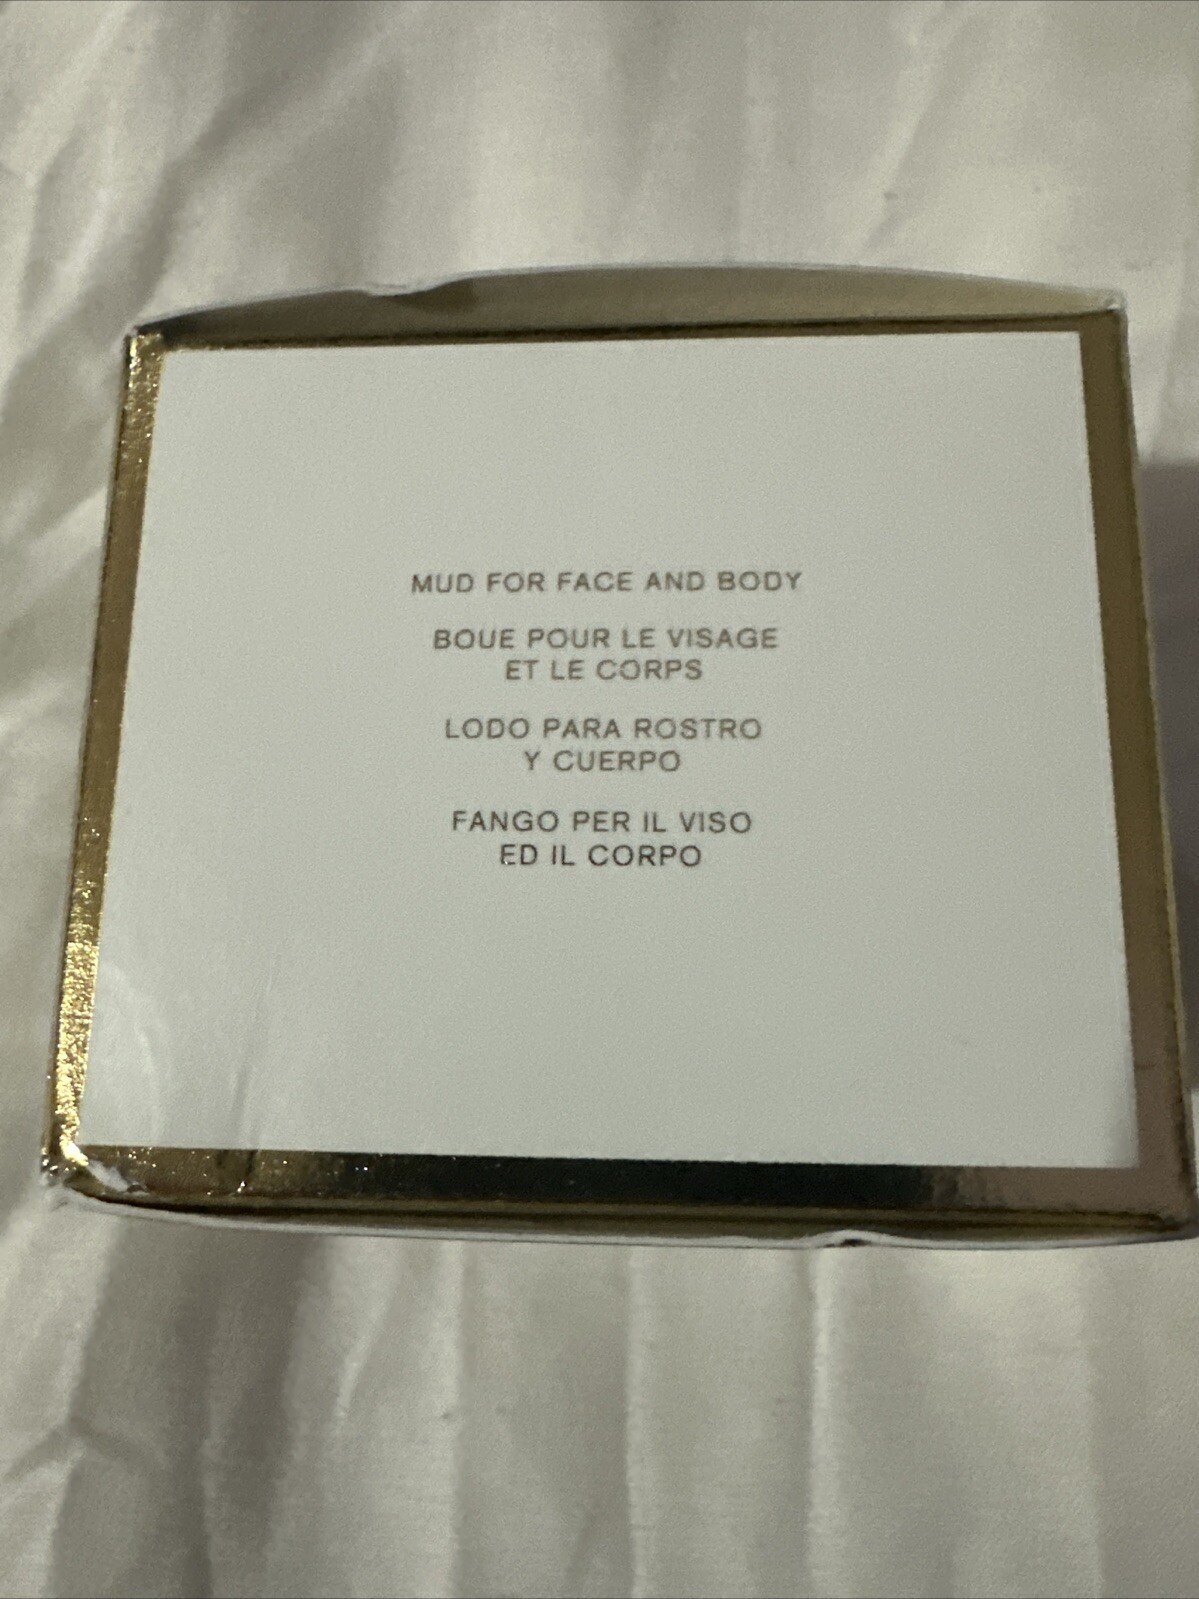 MUD FOR FACE AND BODY
BOUE POUR LE VISAGE
ET LE CORPS
LODO PARA ROSTRO
Y CUERPO
FANGO PER IL VISO
ED IL CORPO